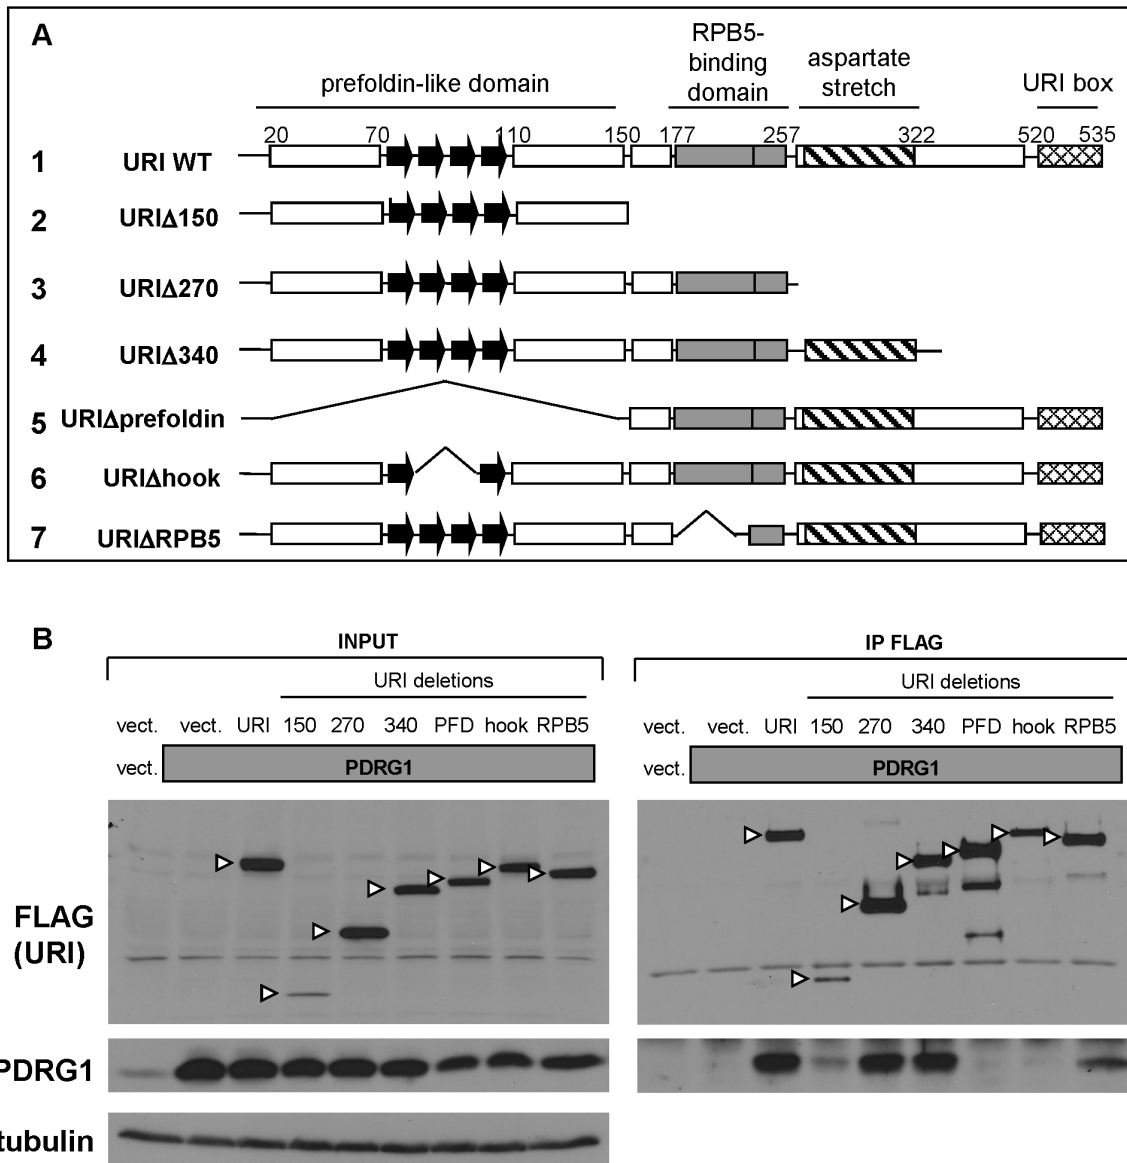 A
RPB5-
binding
domain
aspartate
stretch
prefoldin-like domain
URI box
20 70 110 150 177 257 322 520 535
1 URI WT
2 URIΔ150
3 URIΔ270
4 URIΔ340
5 URIΔprefoldin
6 URIΔhook
7 URIΔRPB5
B
INPUT
URI deletions
vect. vect. URI 150 270 340 PFD hook RPB5
vect. PDRG1
IP FLAG
URI deletions
vect. vect. URI 150 270 340 PFD hook RPB5
vect. PDRG1
FLAG
(URI)
PDRG1
tubulin